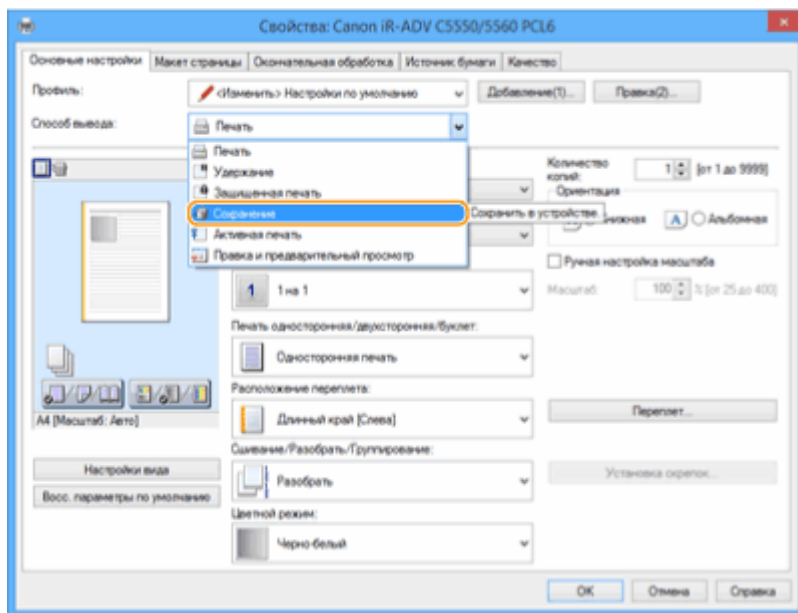 Свойства: Canon iR-ADV C5550/5560 PCL6
Основные настройки Макет страницы Окончательная обработка Источник бумаги Качество
Профиль: <Изменить> Настройки по умолчанию Добавление(1)... Правка(2)...
Способ вывода: Печать
Печать
Удержание
Защищенная печать
Сохранение
Активная печать
Правка и предварительный просмотр
Сохранить в устройстве.
Количество копий: 1 [от 1 до 9999]
Ориентация
Книжная A Альбомная
Ручная настройка масштаба
Масштаб: 100 % [от 25 до 400]
1 1 на 1
Печать односторонняя/двухсторонняя/буклет:
Односторонняя печать
Расположение переплета:
Длинный край [Слева] Переплет...
A4 [Масштаб: Авто]
Сшивание/Разобрать/Группирование:
Разобрать Установка скрепок...
Настройки вида
Восс. параметры по умолчанию
Цветной режим:
Черно-белый
OK Отмена Справка